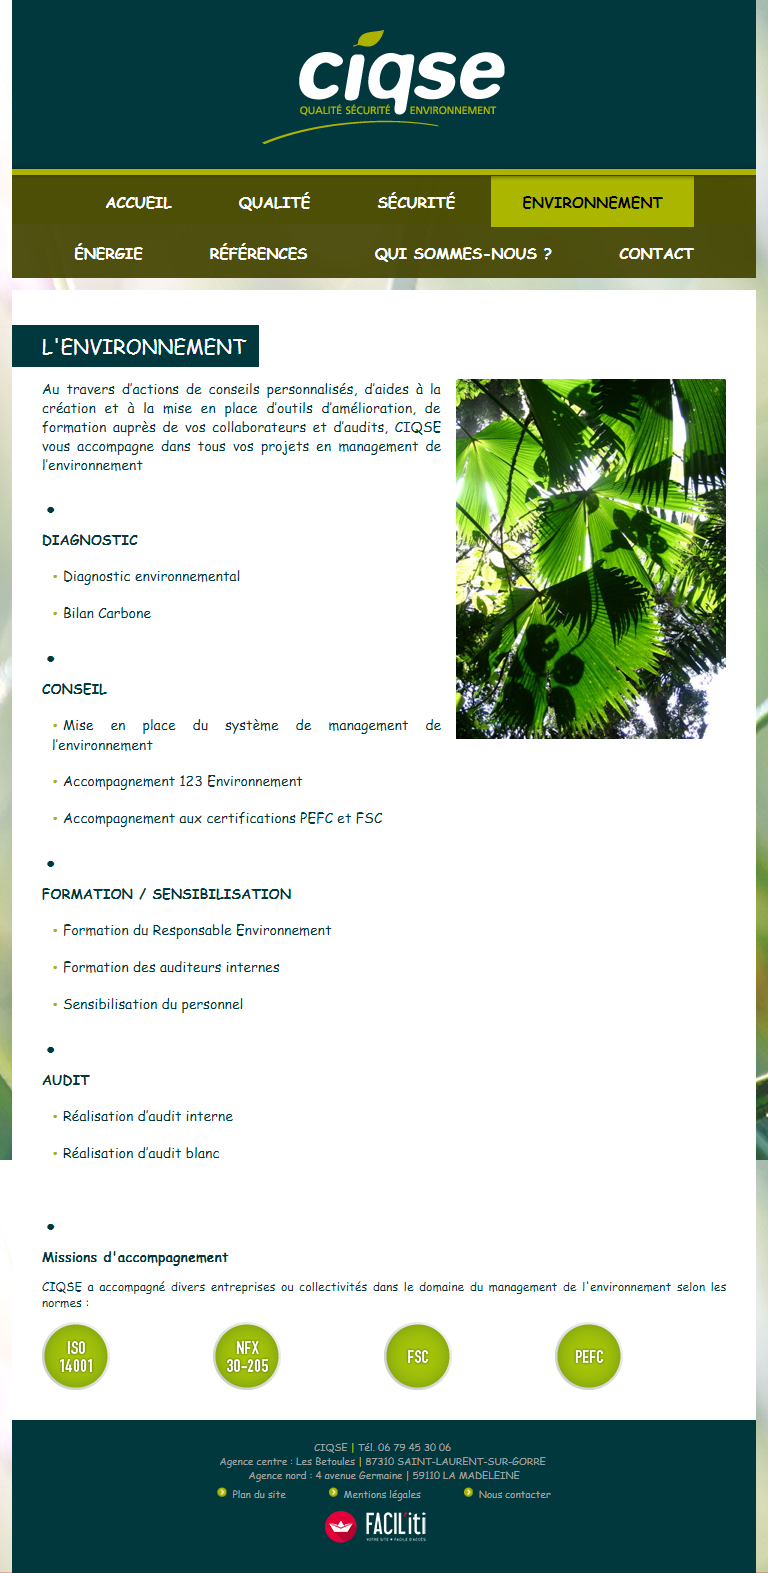 ciqse
QUALITÉ SÉCURITÉ ENVIRONNEMENT
ACCUEIL QUALITÉ SÉCURITÉ ENVIRONNEMENT
ÉNERGIE RÉFÉRENCES QUI SOMMES-NOUS ? CONTACT
L'ENVIRONNEMENT
Au travers d’actions de conseils personnalisés, d’aides à la
création et à la mise en place d’outils d’amélioration, de
formation auprès de vos collaborateurs et d’audits, CIQSE
vous accompagne dans tous vos projets en management de
l’environnement
•
DIAGNOSTIC
• Diagnostic environnemental
• Bilan Carbone
•
CONSEIL
• Mise en place du système de management de
l’environnement
• Accompagnement 123 Environnement
• Accompagnement aux certifications PEFC et FSC
•
FORMATION / SENSIBILISATION
• Formation du Responsable Environnement
• Formation des auditeurs internes
• Sensibilisation du personnel
•
AUDIT
• Réalisation d’audit interne
• Réalisation d’audit blanc
•
Missions d'accompagnement
CIQSE a accompagné divers entreprises ou collectivités dans le domaine du management de l'environnement selon les
normes :
ISO
14001
NFX
30-205
FSC
PEFC
CIQSE | Tél. 06 79 45 30 06
Agence centre : Les Betoules | 87310 SAINT-LAURENT-SUR-GORRE
Agence nord : 4 avenue Germaine | 59110 LA MADELEINE
Plan du site Mentions légales Nous contacter
FACIL'iti
VOTRE SITE • FACILE D'ACCÈS